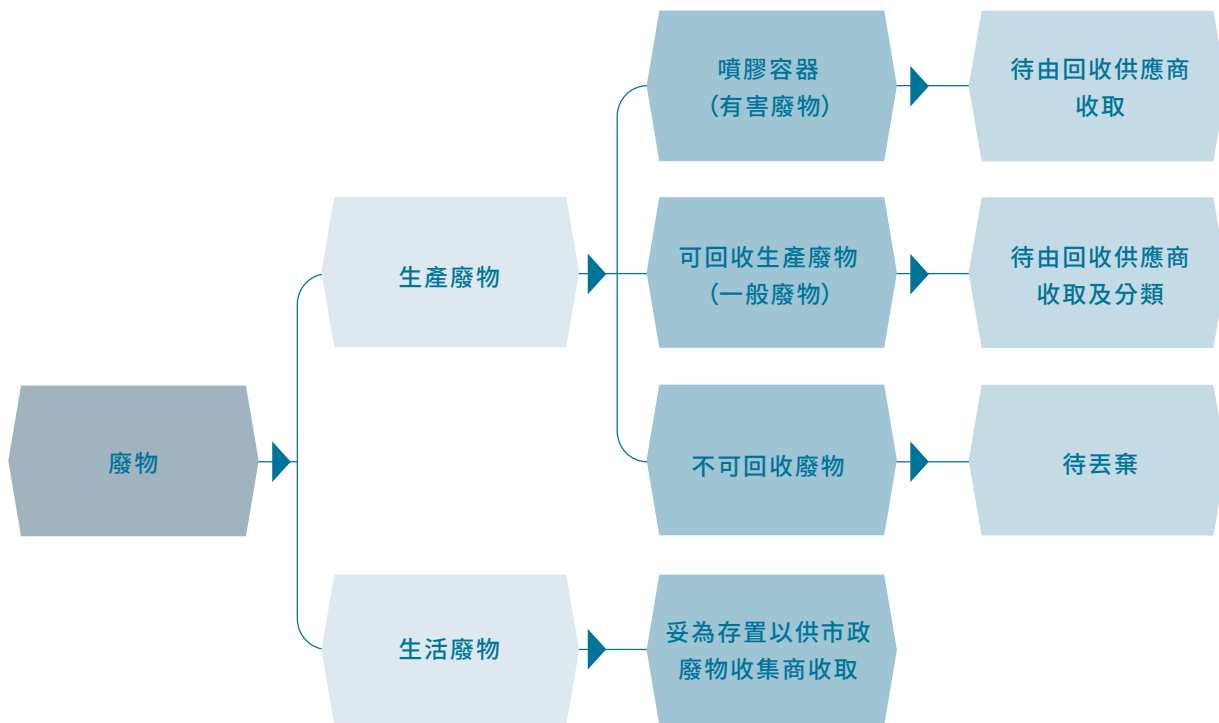 噴膠容器
(有害廢物)
待由回收供應商
收取
生產廢物
可回收生產廢物
(一般廢物)
待由回收供應商
收取及分類
廢物
不可回收廢物
待丟棄
生活廢物
妥為存置以供市政
廢物收集商收取